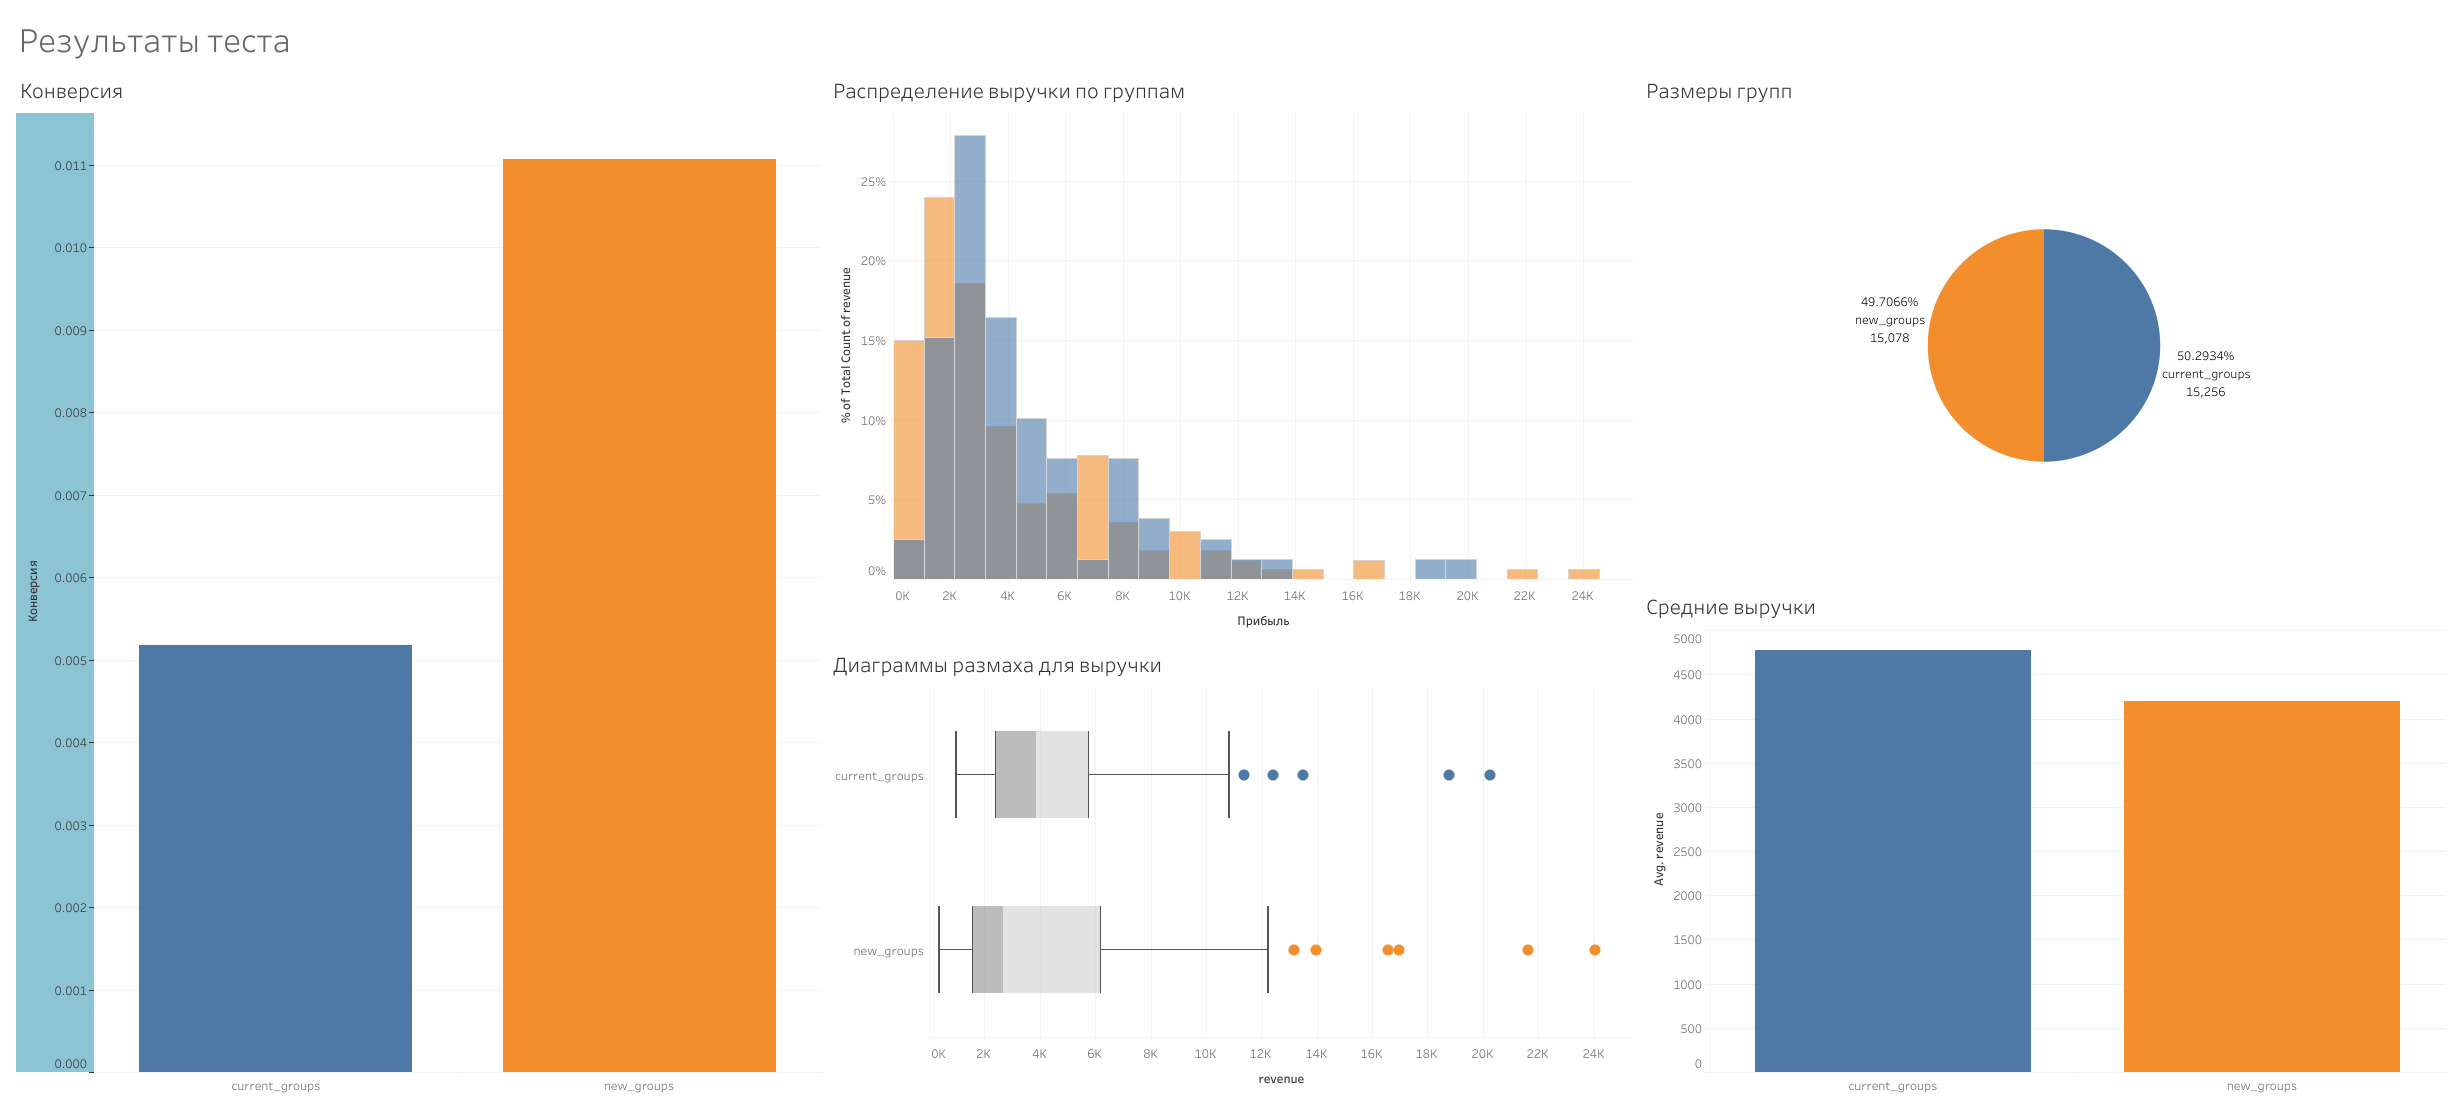 Результаты теста
Конверсия
Конверсия
0.011
0.010
0.009
0.008
0.007
0.006
0.005
0.004
0.003
0.002
0.001
0.000
current_groups new_groups
Распределение выручки по группам
% of Total Count of revenue
25%
20%
15%
10%
5%
0%
0K 2K 4K 6K 8K 10K 12K 14K 16K 18K 20K 22K 24K
Прибыль
Диаграммы размаха для выручки
current_groups
new_groups
0K 2K 4K 6K 8K 10K 12K 14K 16K 18K 20K 22K 24K
revenue
Размеры групп
49.7066%
new_groups
15,078
50.2934%
current_groups
15,256
Средние выручки
Avg. revenue
5000
4500
4000
3500
3000
2500
2000
1500
1000
500
0
current_groups new_groups